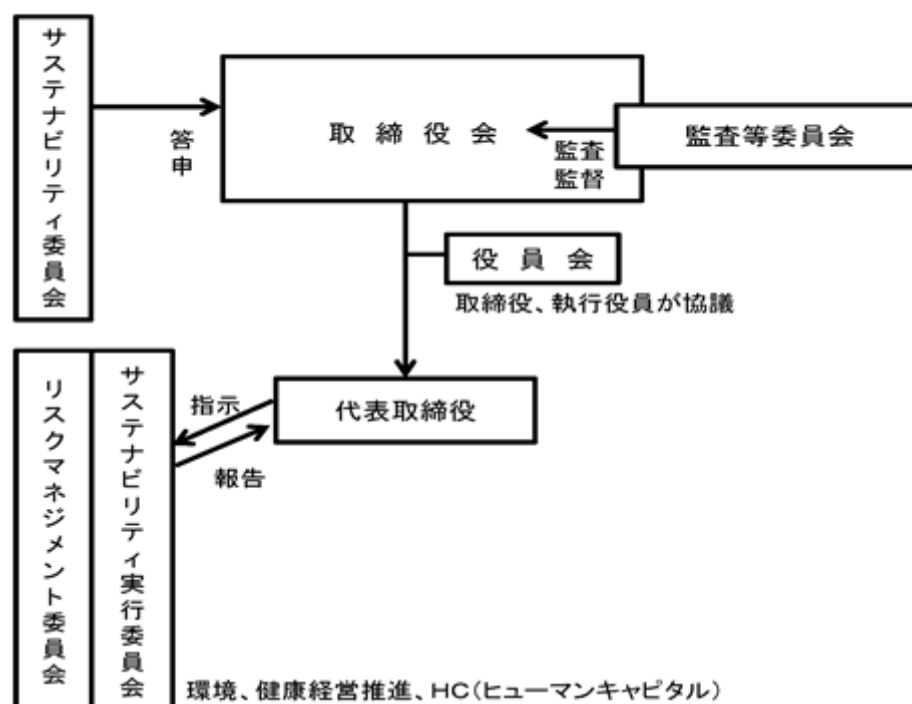 サステナビリティ委員会
答申
取締役会
監査
監督
監査等委員会
役員会
取締役、執行役員が協議
代表取締役
指示
報告
リスクマネジメント委員会
サステナビリティ実行委員会
環境、健康経営推進、HC(ヒューマンキャピタル)